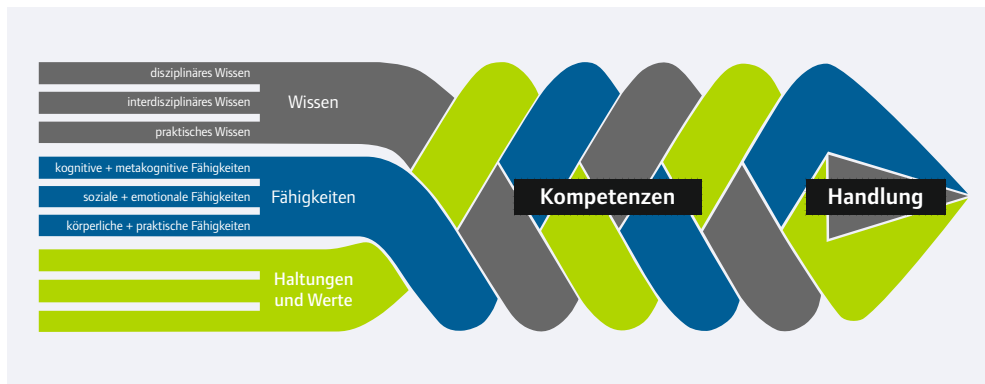 disziplinäres Wissen
interdisziplinäres Wissen
praktisches Wissen
Wissen
kognitive + metakognitive Fähigkeiten
soziale + emotionale Fähigkeiten
körperliche + praktische Fähigkeiten
Fähigkeiten
Haltungen
und Werte
Kompetenzen
Handlung